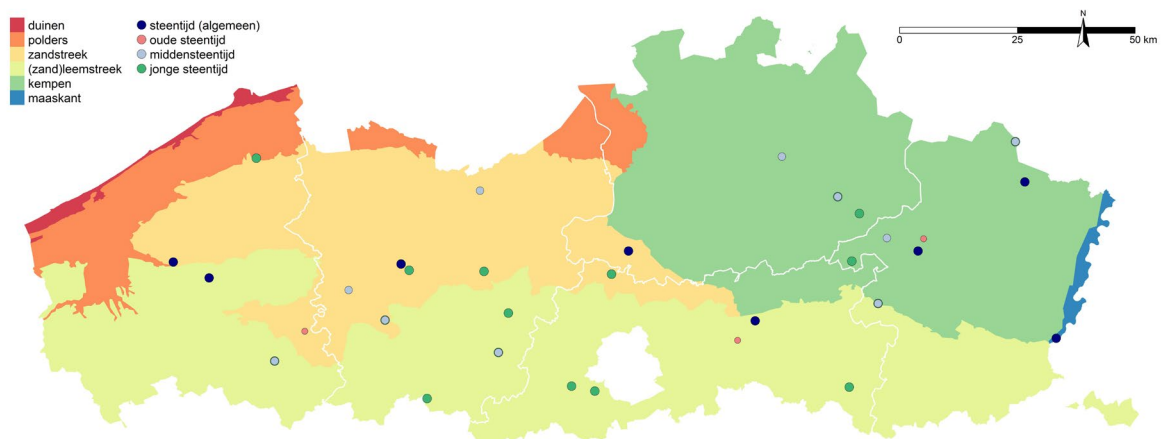 duinen
polders
zandstreek
(zand)leemstreek
kempen
maaskant
steentijd (algemeen)
oude steentijd
middensteentijd
jonge steentijd
N
0 25 50 km